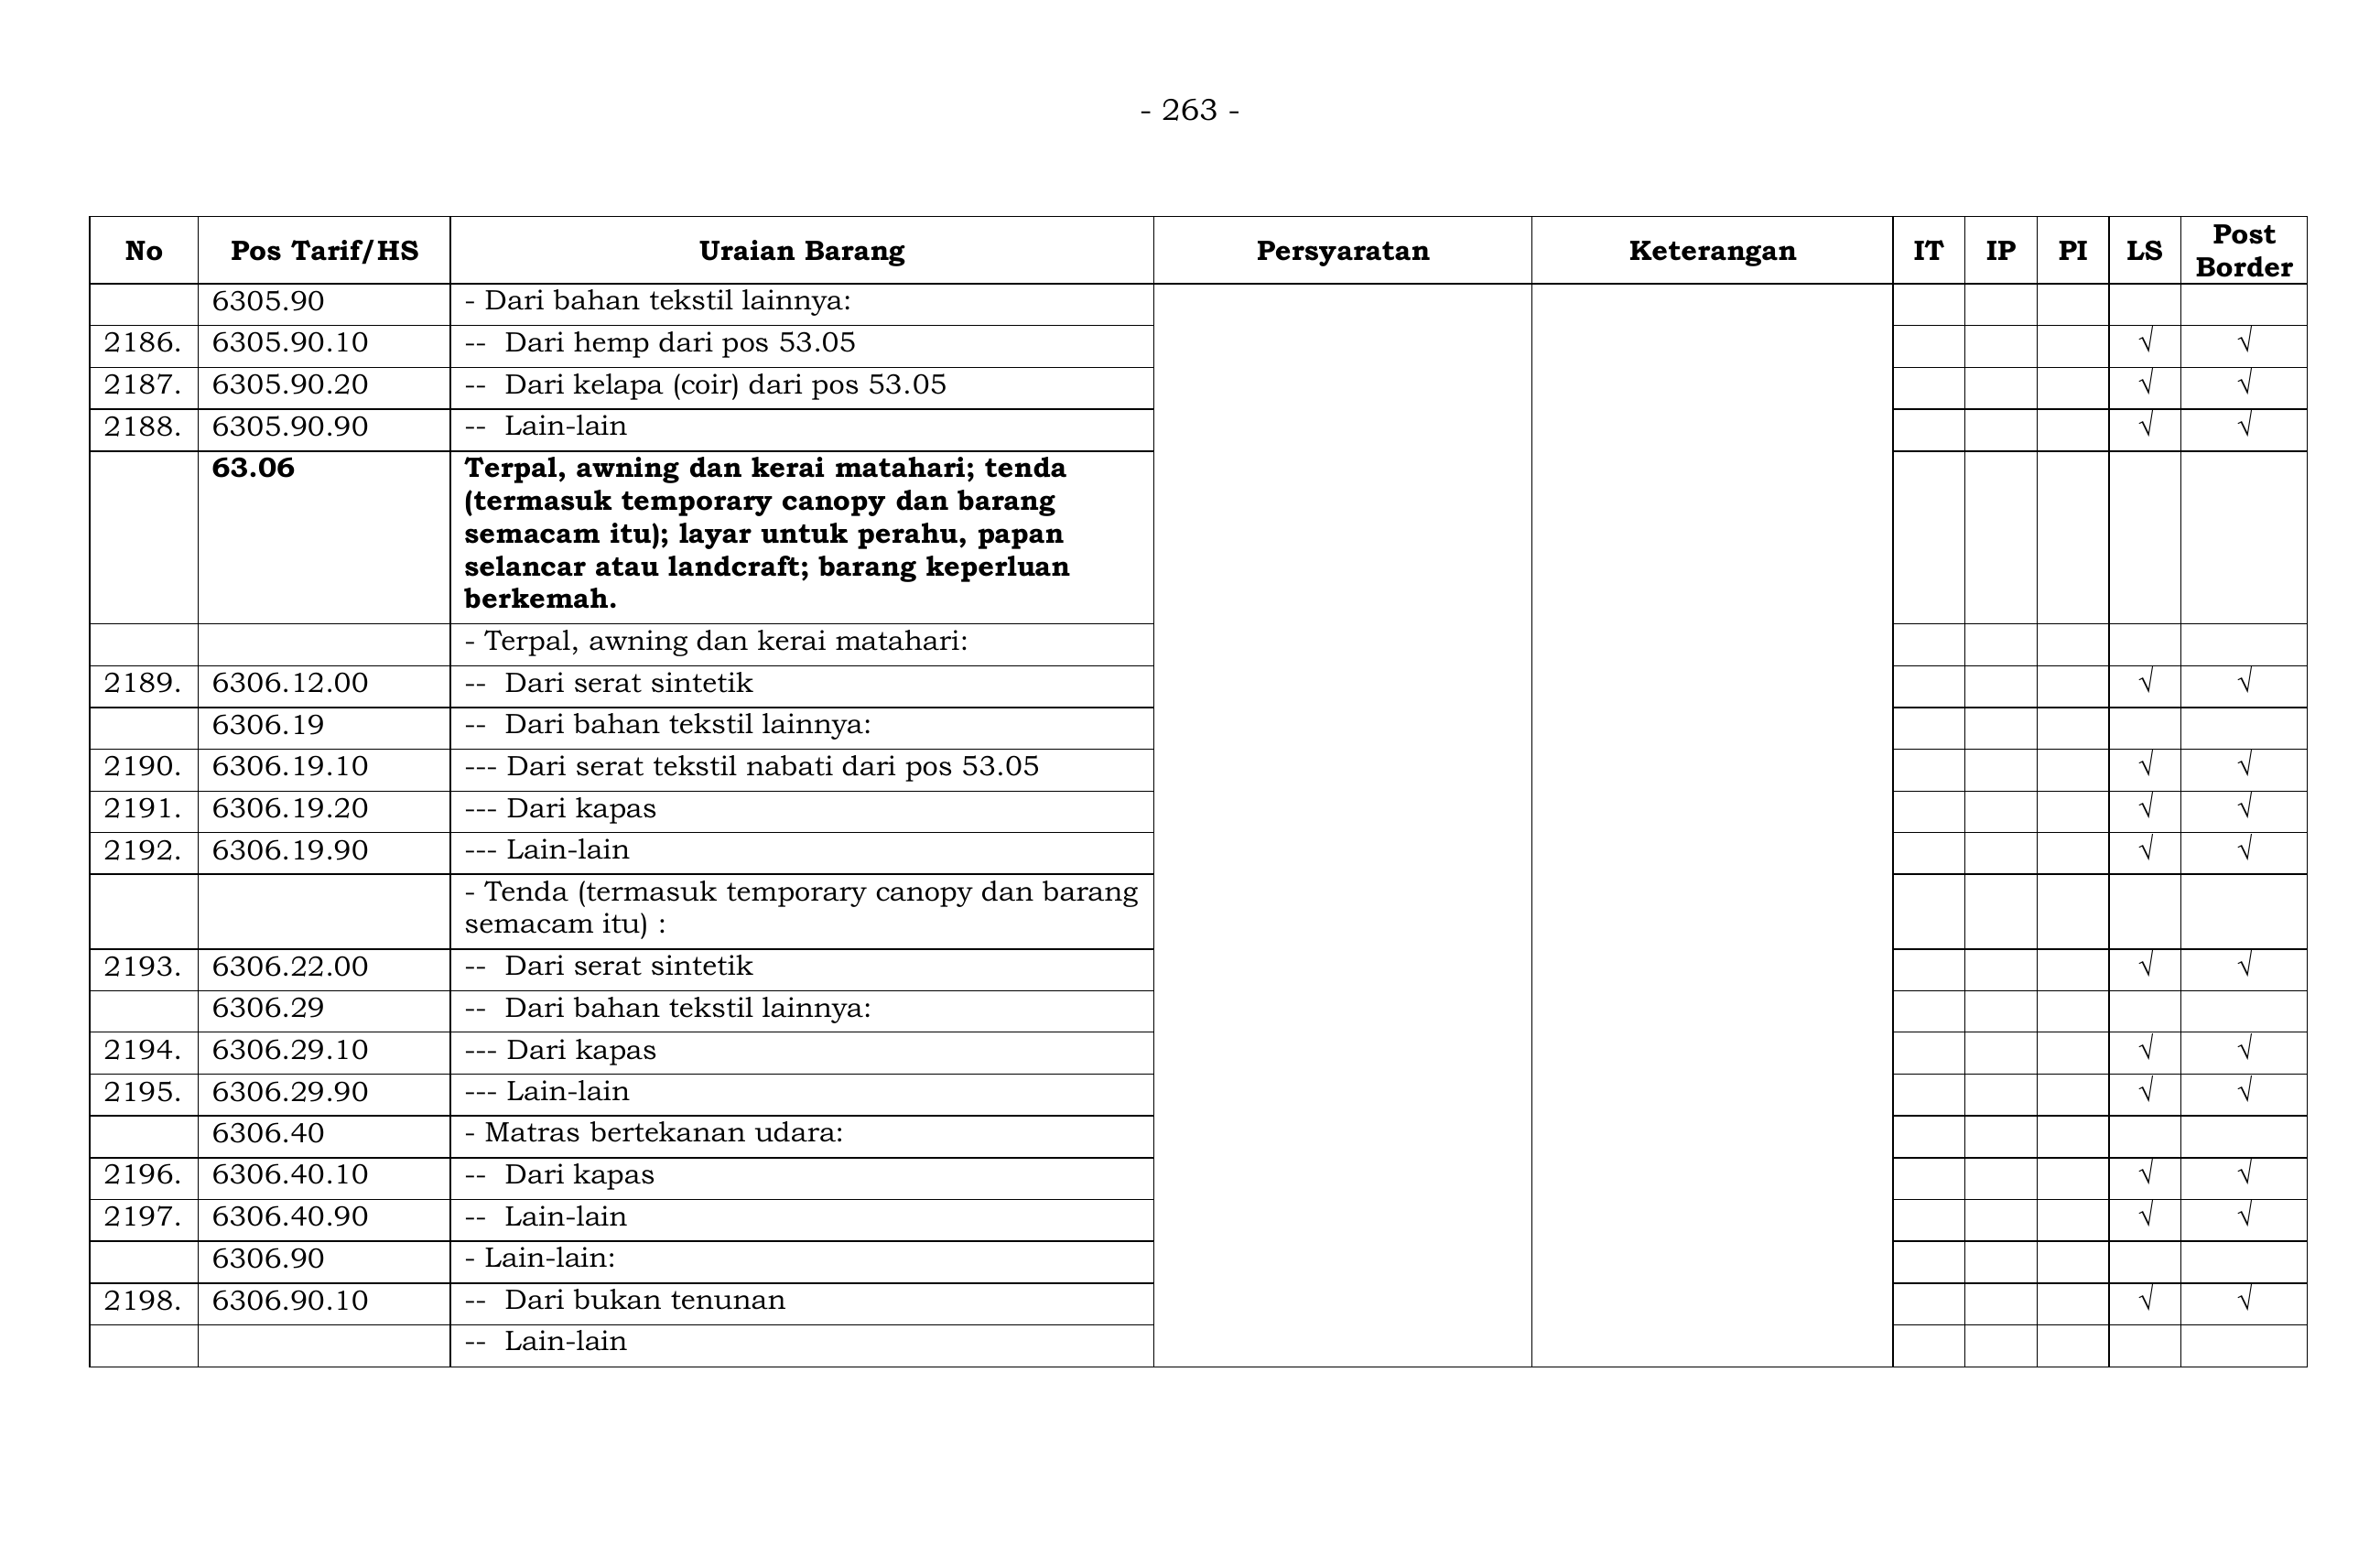 - 263 -
No Pos Tarif/HS Uraian Barang Persyaratan Keterangan IT IP PI LS Post Border
6305.90 - Dari bahan tekstil lainnya:
2186. 6305.90.10 -- Dari hemp dari pos 53.05 √ √
2187. 6305.90.20 -- Dari kelapa (coir) dari pos 53.05 √ √
2188. 6305.90.90 -- Lain-lain √ √
63.06 Terpal, awning dan kerai matahari; tenda
(termasuk temporary canopy dan barang
semacam itu); layar untuk perahu, papan
selancar atau landcraft; barang keperluan
berkemah.
- Terpal, awning dan kerai matahari:
2189. 6306.12.00 -- Dari serat sintetik √ √
6306.19 -- Dari bahan tekstil lainnya:
2190. 6306.19.10 --- Dari serat tekstil nabati dari pos 53.05 √ √
2191. 6306.19.20 --- Dari kapas √ √
2192. 6306.19.90 --- Lain-lain √ √
- Tenda (termasuk temporary canopy dan barang
semacam itu) :
2193. 6306.22.00 -- Dari serat sintetik √ √
6306.29 -- Dari bahan tekstil lainnya:
2194. 6306.29.10 --- Dari kapas √ √
2195. 6306.29.90 --- Lain-lain √ √
6306.40 - Matras bertekanan udara:
2196. 6306.40.10 -- Dari kapas √ √
2197. 6306.40.90 -- Lain-lain √ √
6306.90 - Lain-lain:
2198. 6306.90.10 -- Dari bukan tenunan √ √
-- Lain-lain